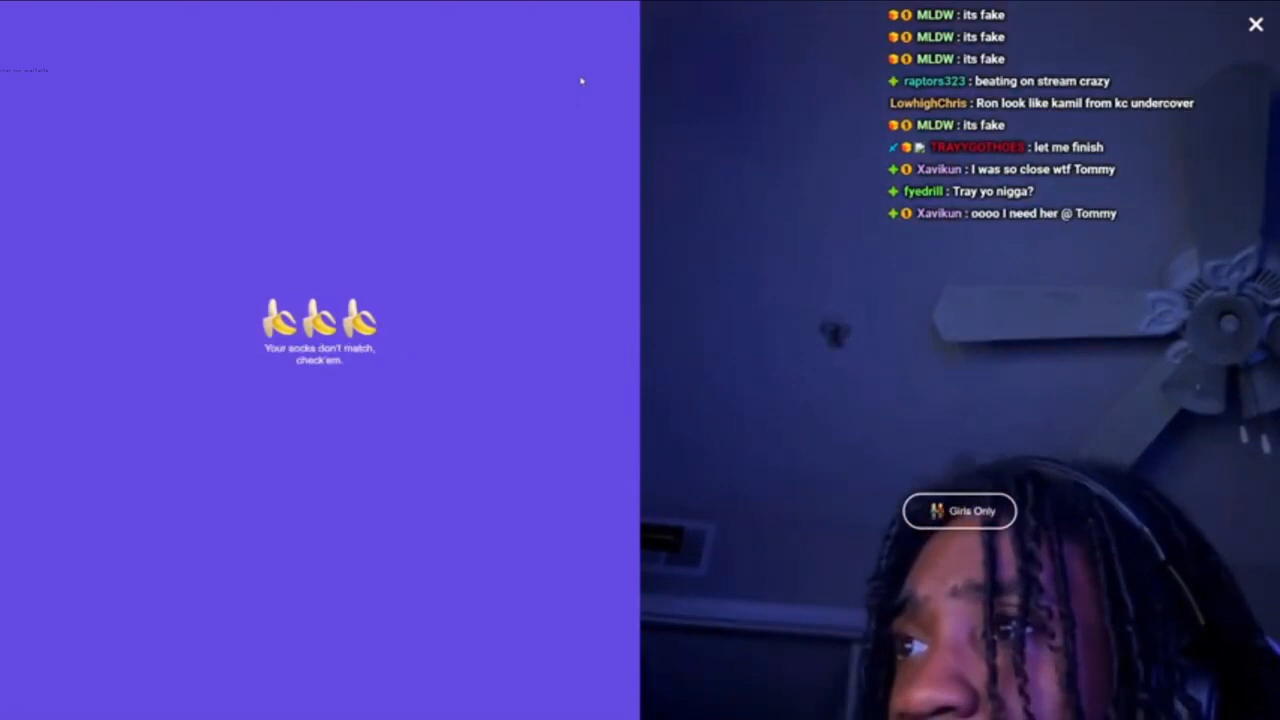 MLDW : its fake
MLDW : its fake
MLDW : its fake
raptors323 : beating on stream crazy
LowhighChris : Ron look like kamil from kc undercover
MLDW : its fake
TRAYYGOTHOES : let me finish
Xavikun : I was so close wtf Tommy
fyedrill : Tray yo nigga?
Xavikun : oooo I need her @ Tommy
Your socks don't match,
check'em.
Girls Only